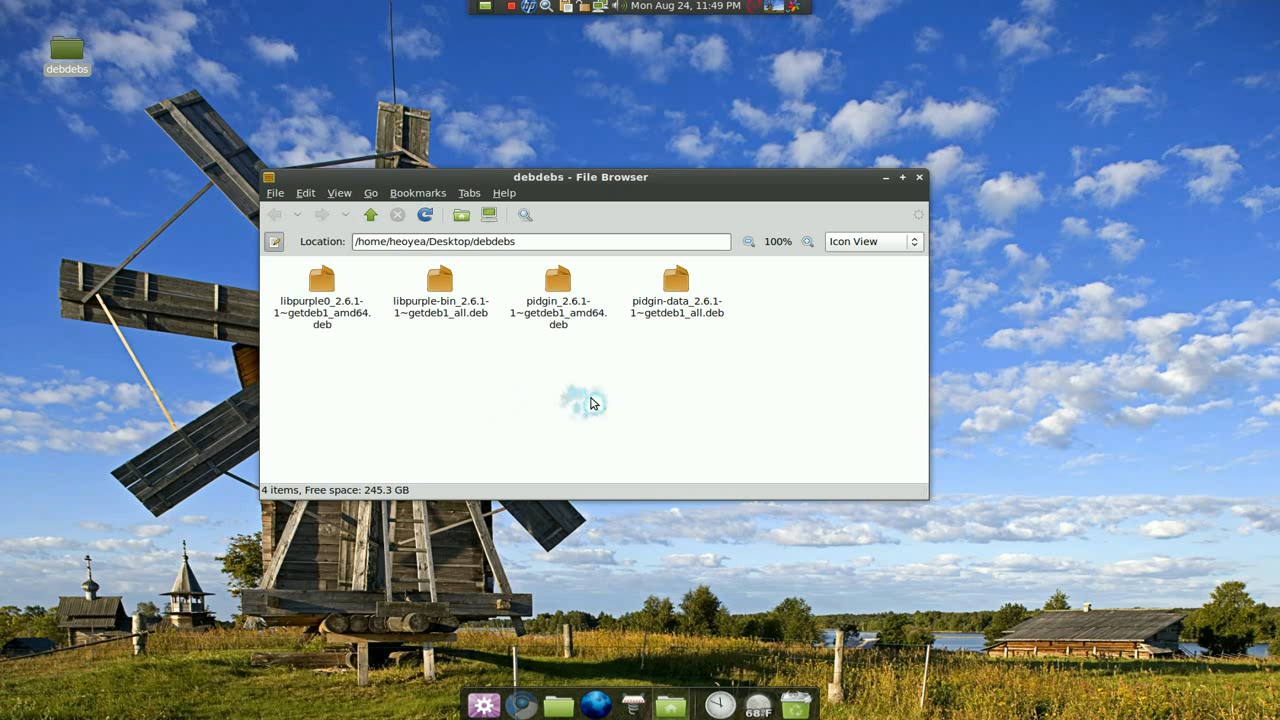 Mon Aug 24, 11:49 PM
debdebs
debdebs - File Browser
File Edit View Go Bookmarks Tabs Help
Location: /home/heoyea/Desktop/debdebs 100% Icon View
libpurple0_2.6.1-
1~getdeb1_amd64.
deb
libpurple-bin_2.6.1-
1~getdeb1_all.deb
pidgin_2.6.1-
1~getdeb1_amd64.
deb
pidgin-data_2.6.1-
1~getdeb1_all.deb
4 items, Free space: 245.3 GB
68°F